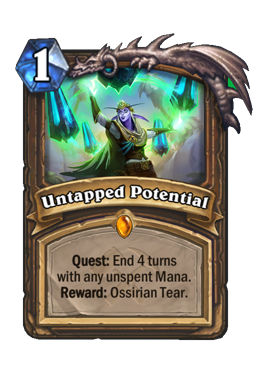 1
Untapped Potential
Quest: End 4 turns
with any unspent Mana.
Reward: Ossirian Tear.